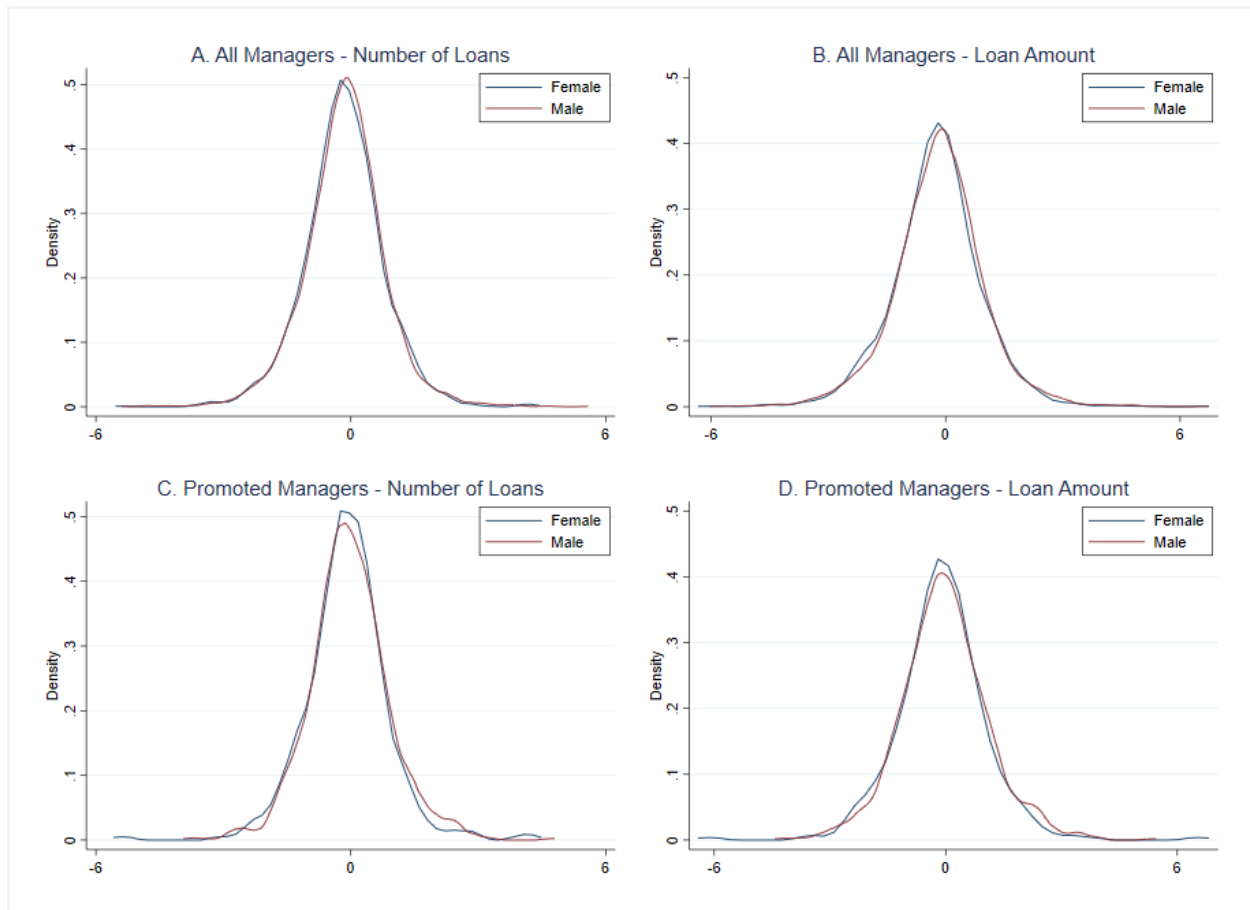 A. All Managers - Number of Loans
Female
Male
Density
.5
.4
.3
.2
.1
0
-6
0
6
B. All Managers - Loan Amount
Female
Male
Density
.5
.4
.3
.2
.1
0
-6
0
6
C. Promoted Managers - Number of Loans
Female
Male
Density
.5
.4
.3
.2
.1
0
-6
0
6
D. Promoted Managers - Loan Amount
Female
Male
Density
.5
.4
.3
.2
.1
0
-6
0
6